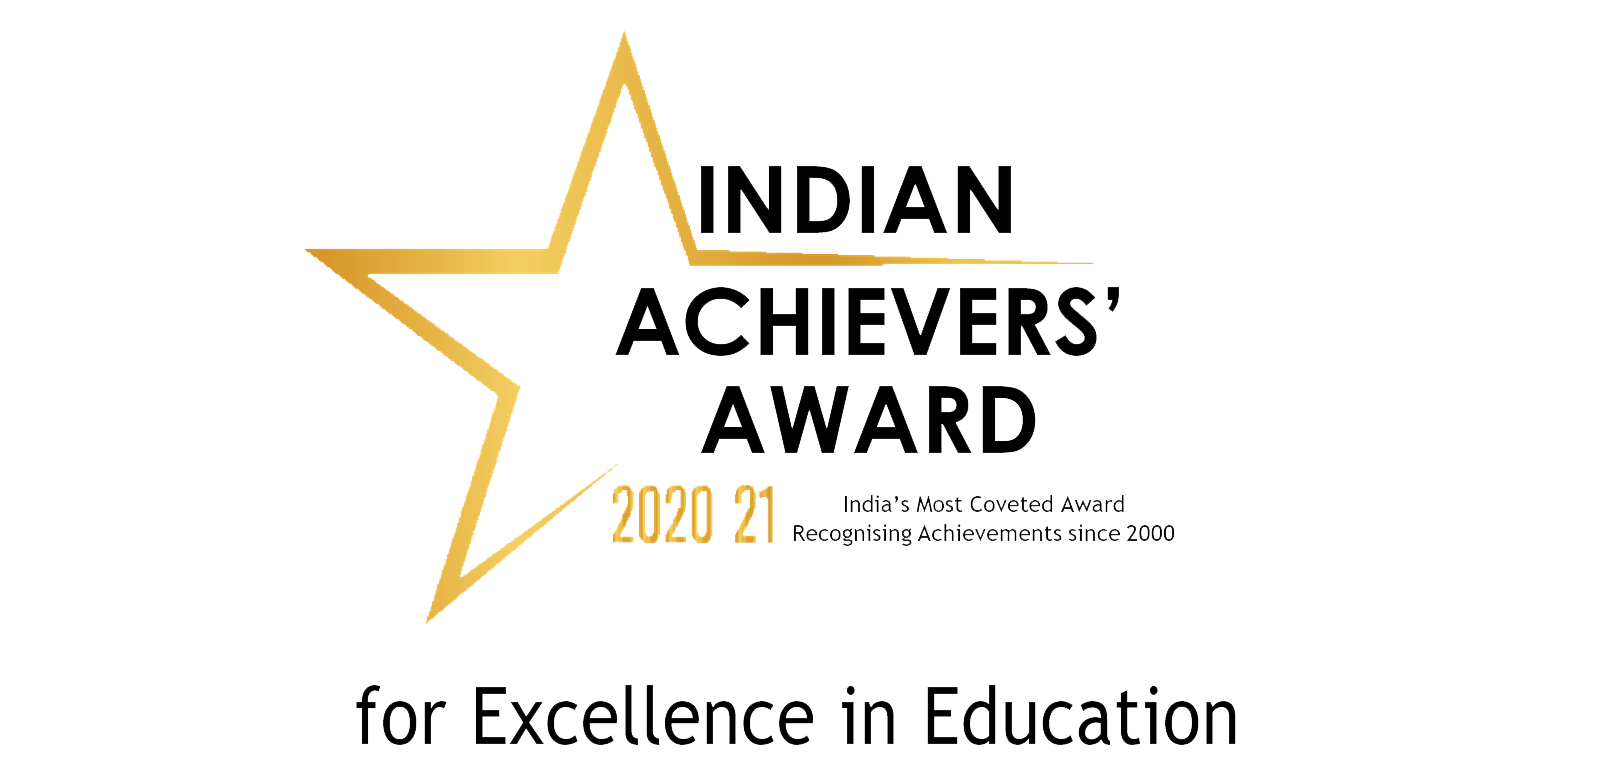 INDIAN
ACHIEVERS’
AWARD
2020 21
India’s Most Coveted Award
Recognising Achievements since 2000
for Excellence in Education